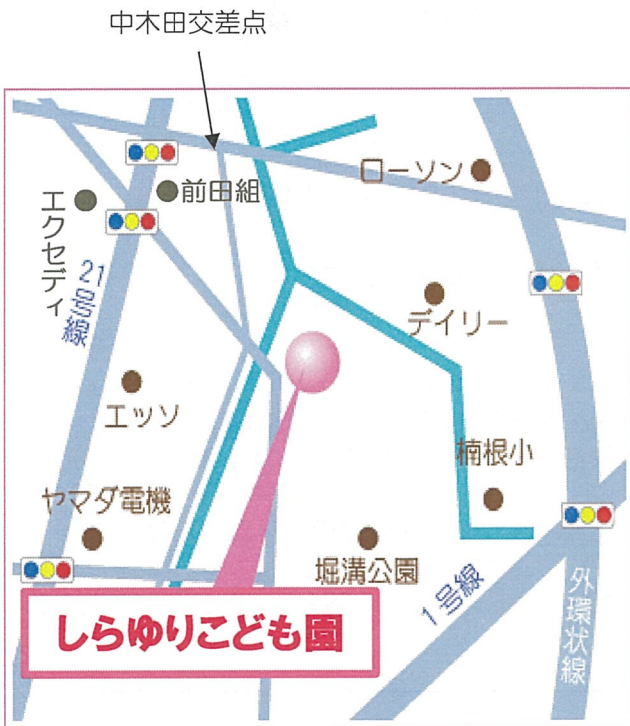 中木田交差点
ローソン
前田組
エクセディ
21号線
デイリー
エッソ
楠根小
ヤマダ電機
堀溝公園
1号線
外環状線
しらゆりこども園